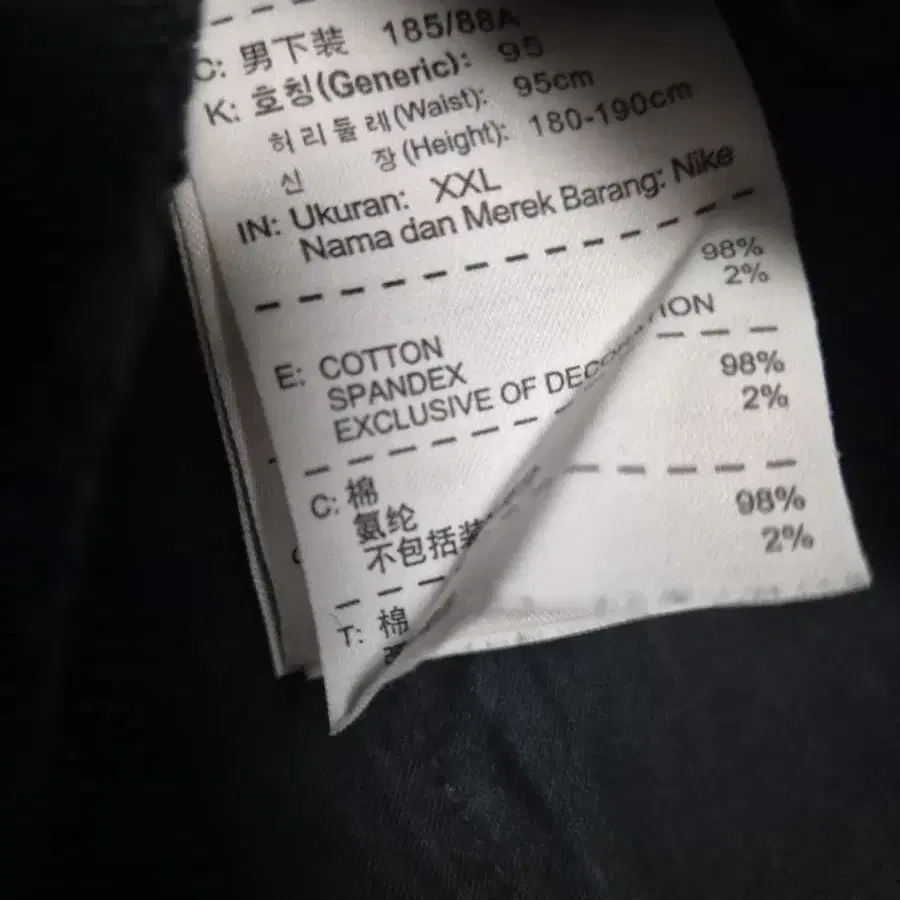 C: 男下装 185/88A
K: 호칭(Generic): 95
허리둘레(Waist): 95cm
신 장(Height): 180-190cm
IN: Ukuran: XXL
Nama dan Merek Barang: Nike
E: COTTON 98%
SPANDEX 2%
EXCLUSIVE OF DECORATION
C: 棉 98%
氨纶 2%
不包括装
T: 棉 98%
2%